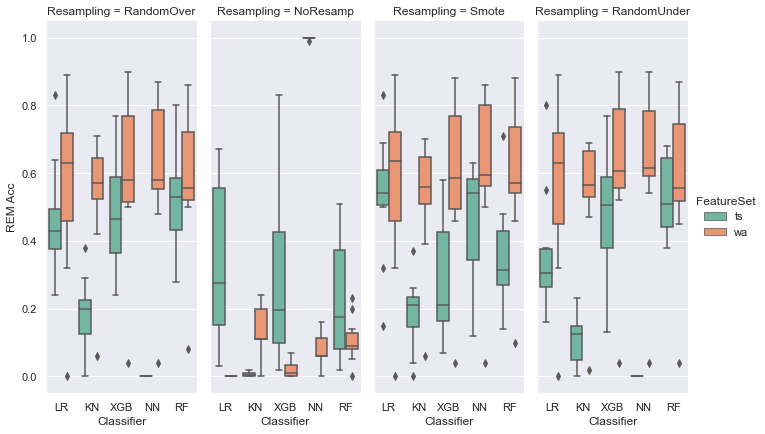 Resampling = RandomOver
Resampling = NoResamp
Resampling = Smote
Resampling = RandomUnder
1.0
0.8
0.6
0.4
0.2
0.0
REM Acc
LR KN XGB NN RF
LR KN XGB NN RF
LR KN XGB NN RF
LR KN XGB NN RF
Classifier
Classifier
Classifier
Classifier
FeatureSet
ts
wa